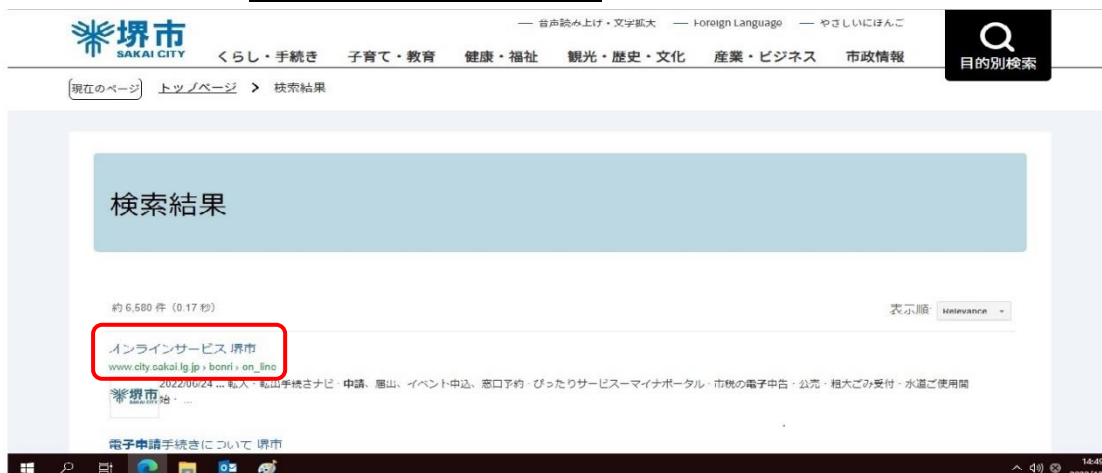 音声読み上げ・文字拡大 Foreign Language やさしいにほんご
堺市
SAKAI CITY
くらし・手続き 子育て・教育 健康・福祉 観光・歴史・文化 産業・ビジネス 市政情報
目的別検索
現在のページ トップページ > 検索結果
検索結果
約 6,580 件 (0.17 秒)
表示順: Relevance
オンラインサービス 堺市
www.city.sakai.lg.jp › benri › on_line
2022/06/24 ... 転入・転出手続きナビ · 申請、届出、イベント申込、窓口予約 · ぴったりサービスーマイナポータル · 市税の電子申告 · 公売 · 粗大ごみ受付 · 水道ご使用開
始 · ...
堺市
電子申請手続きについて 堺市
14:49